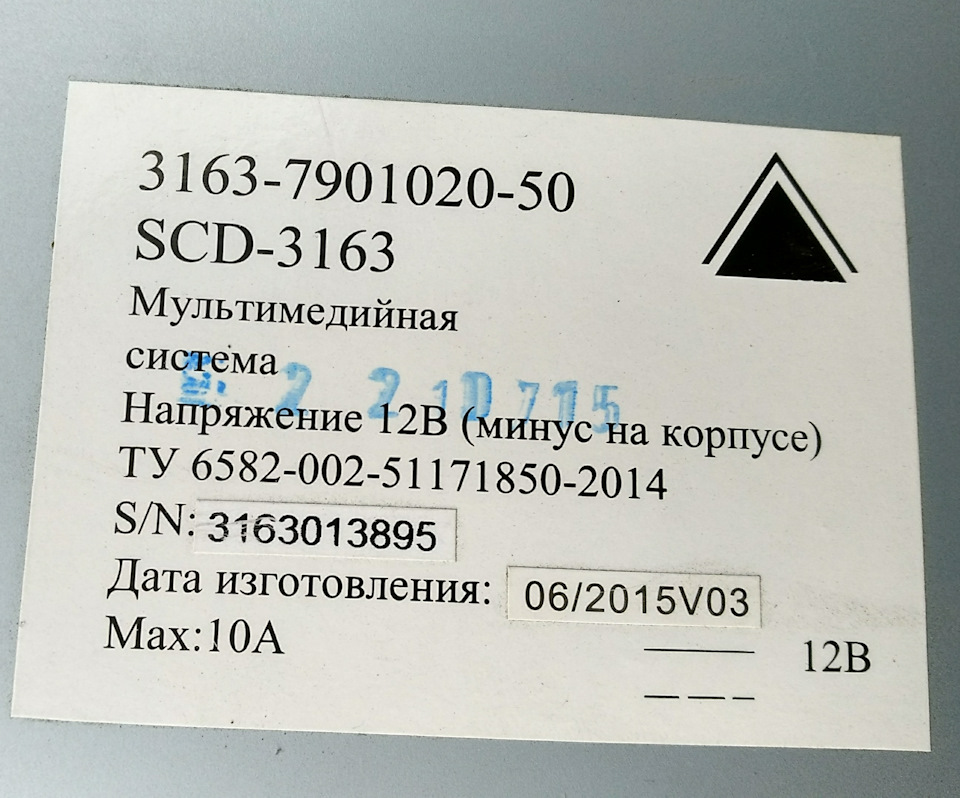 3163-7901020-50
SCD-3163
Мультимедийная
система
Напряжение 12В (минус на корпусе)
ТУ 6582-002-51171850-2014
S/N: 3163013895
Дата изготовления: 06/2015V03
Max:10A
12В